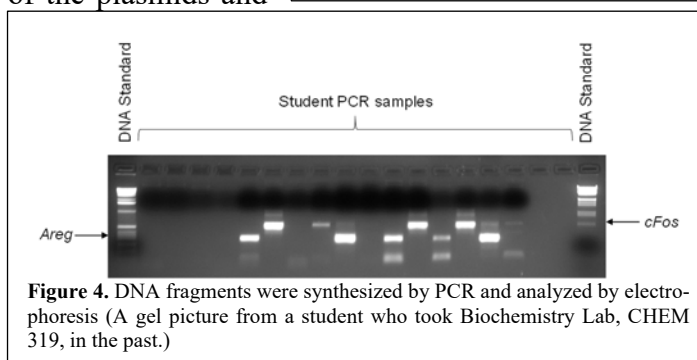 of the plasmids and
DNA Standard
Student PCR samples
DNA Standard
Areg
cFos
Figure 4. DNA fragments were synthesized by PCR and analyzed by electro-
phoresis (A gel picture from a student who took Biochemistry Lab, CHEM
319, in the past.)